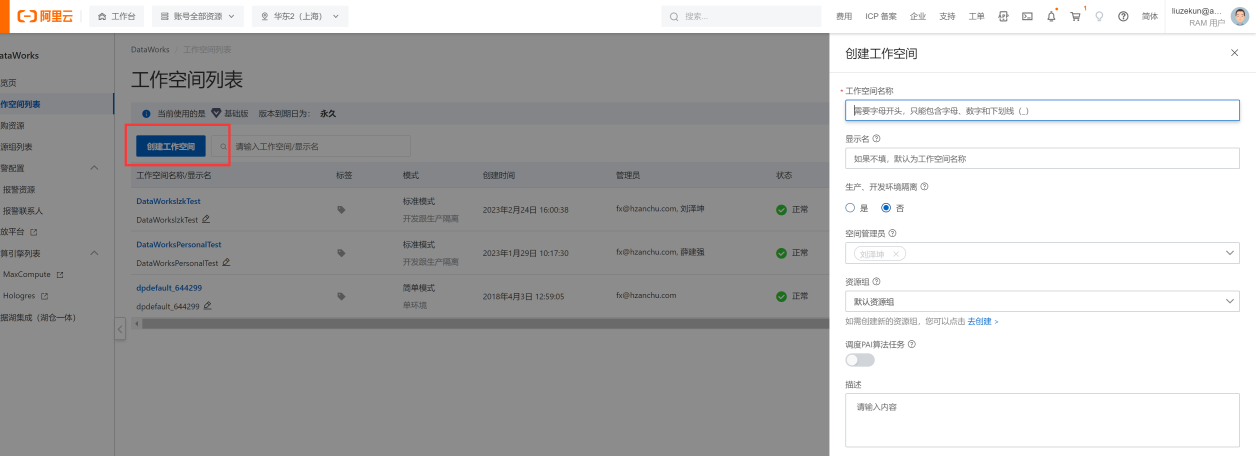 阿里云 工作台 账号全部资源 华东2（上海） 搜索... 费用 ICP 备案 企业 支持 工单 1 简体 liuzekun@a...
RAM 用户
DataWorks / 工作空间列表
工作空间列表
当前使用的是 基础版 版本到期日为： 永久
创建工作空间 请输入工作空间/显示名
工作空间名称/显示名 标签 模式 创建时间 管理员 状态
DataWorkslzkTest 标准模式
DataWorkslzkTest 开发跟生产隔离 2023年2月24日 16:00:38 fx@hzanchu.com, 刘泽坤 正常
DataWorksPersonalTest 标准模式
DataWorksPersonalTest 开发跟生产隔离 2023年1月29日 10:17:30 fx@hzanchu.com, 薛建强 正常
dpdefault_644299 简单模式
dpdefault_644299 单环境 2018年4月3日 12:59:05 fx@hzanchu.com 正常
ataWorks
览页
作空间列表
购资源
源组列表
警配置
报警资源
报警联系人
放平台
算引擎列表
MaxCompute
Hologres
据湖集成（湖仓一体）
创建工作空间
* 工作空间名称
需要字母开头，只能包含字母、数字和下划线（_）
显示名
如果不填，默认为工作空间名称
生产、开发环境隔离
是 否
空间管理员
刘泽坤
资源组
默认资源组
如需创建新的资源组，您可以点击 去创建 >
调度PAI算法任务
描述
请输入内容